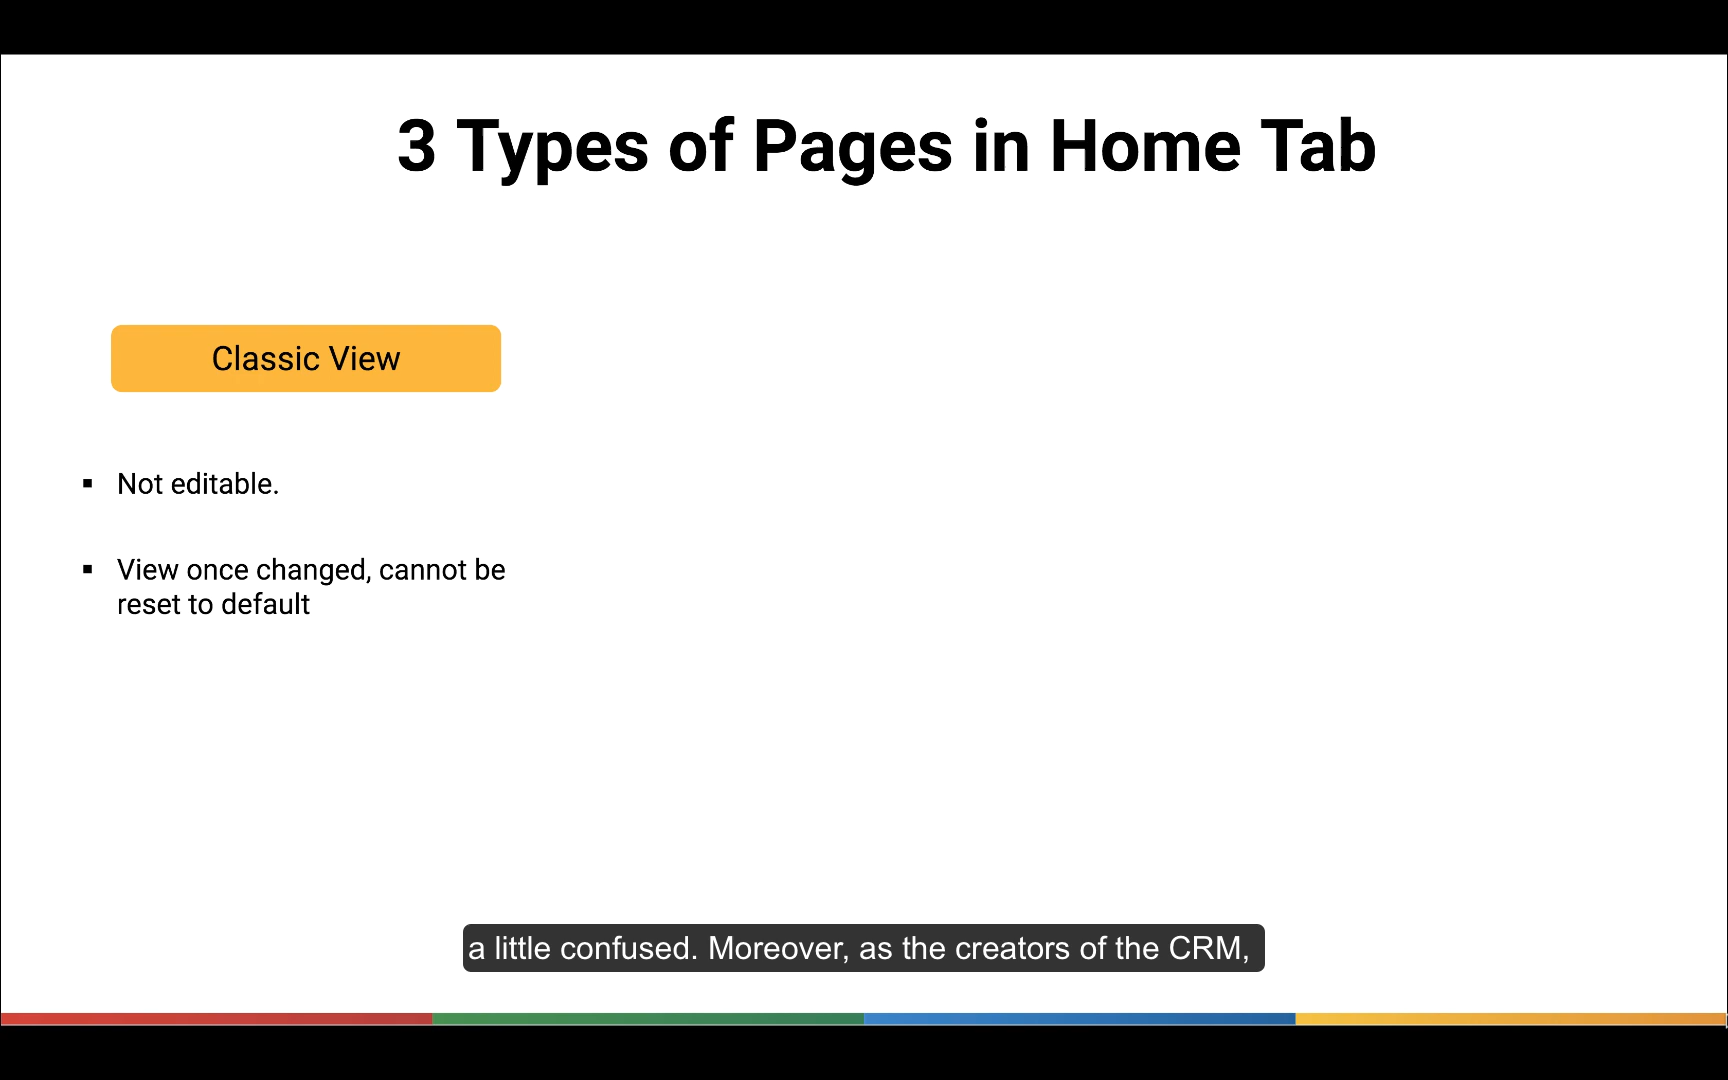 3 Types of Pages in Home Tab
Classic View
▪ Not editable.
▪ View once changed, cannot be
reset to default
a little confused. Moreover, as the creators of the CRM,